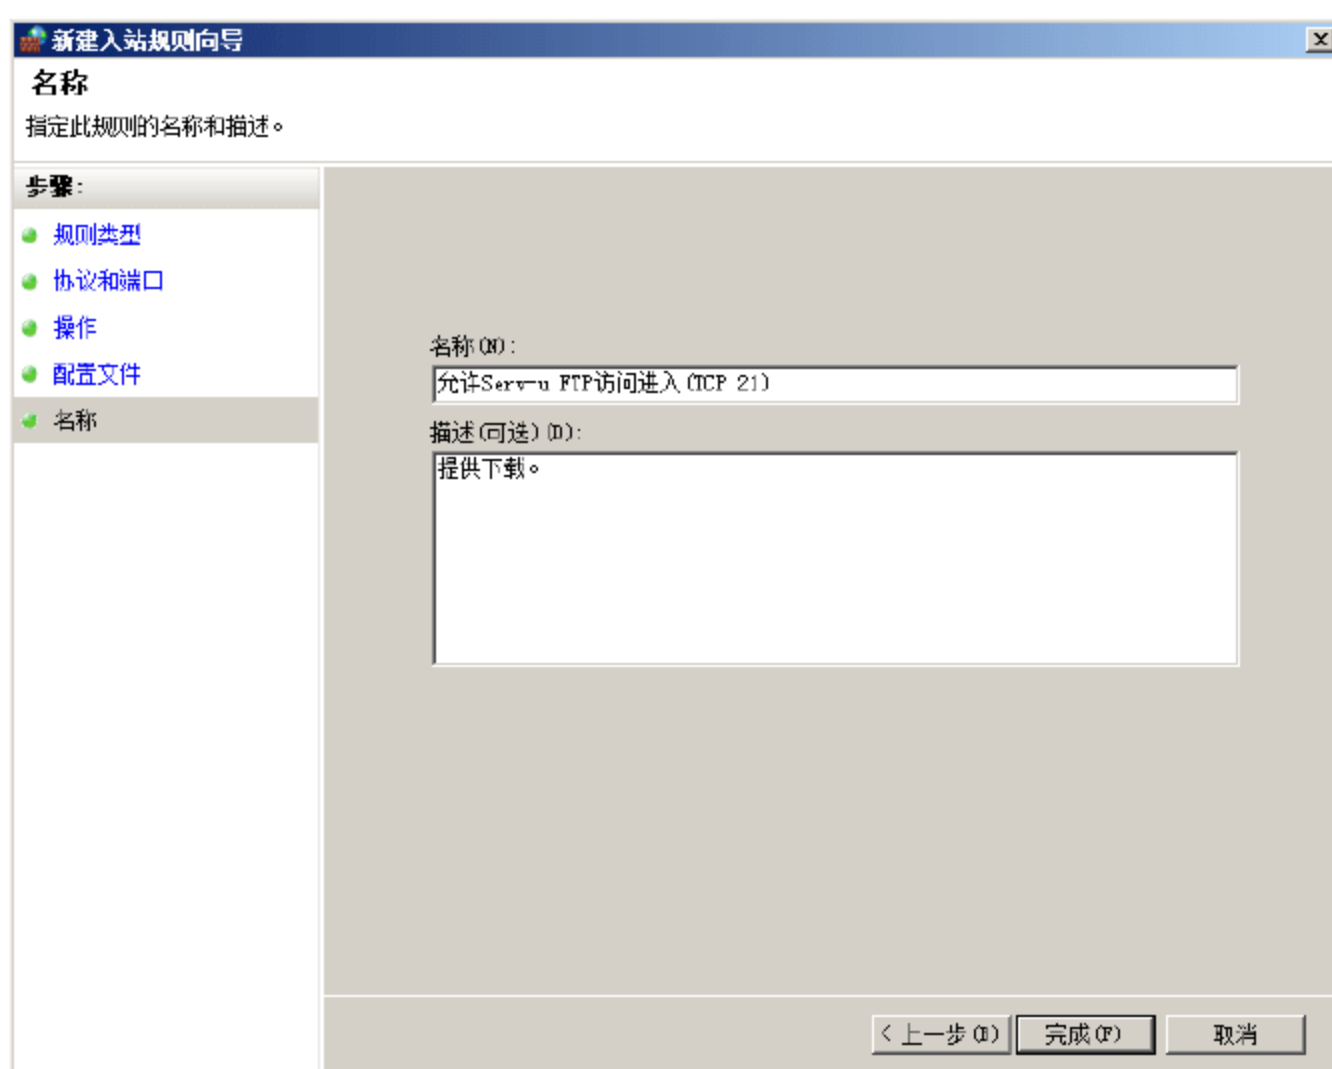 新建入站规则向导
名称
指定此规则的名称和描述。
步骤:
规则类型
协议和端口
操作
配置文件
名称
名称(N):
允许Serv-u FTP访问进入(TCP 21)
描述(可选)(D):
提供下载。
< 上一步(B)
完成(F)
取消